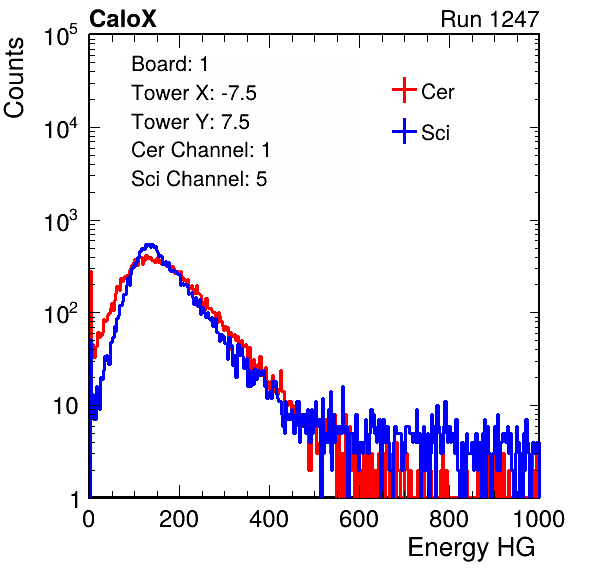 CaloX Run 1247
Counts
10^5
10^4
10^3
10^2
10
1
Board: 1
Tower X: -7.5
Tower Y: 7.5
Cer Channel: 1
Sci Channel: 5
Cer
Sci
0 200 400 600 800 1000
Energy HG